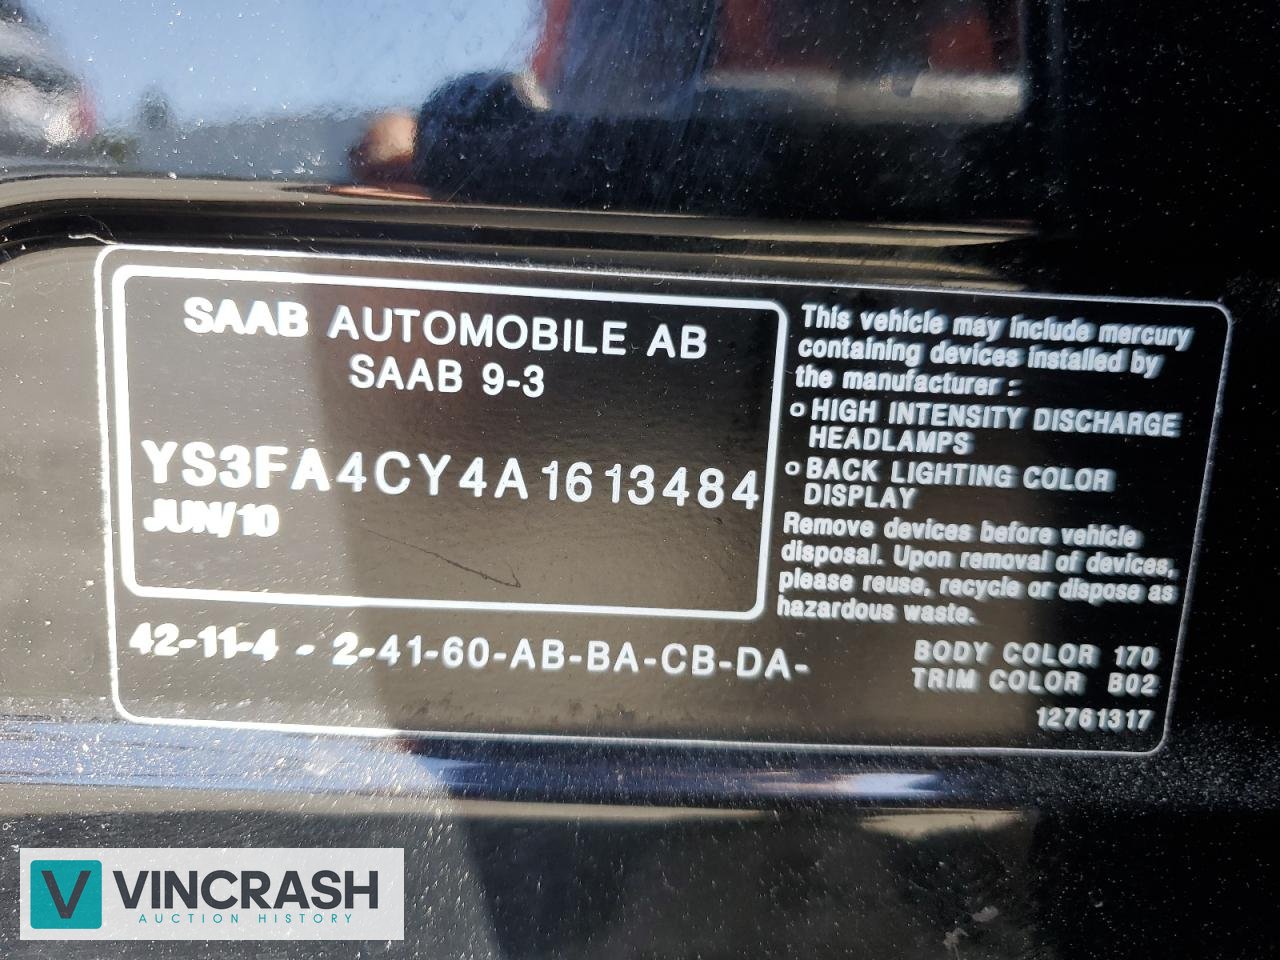 SAAB AUTOMOBILE AB
SAAB 9-3
YS3FA4CY4A1613484
JUN/10
This vehicle may include mercury
containing devices installed by
the manufacturer :
o HIGH INTENSITY DISCHARGE
HEADLAMPS
o BACK LIGHTING COLOR
DISPLAY
Remove devices before vehicle
disposal. Upon removal of devices,
please reuse, recycle or dispose as
hazardous waste.
42-11-4 - 2-41-60-AB-BA-CB-DA-
BODY COLOR 170
TRIM COLOR B02
12761317
V VINCRASH
AUCTION HISTORY